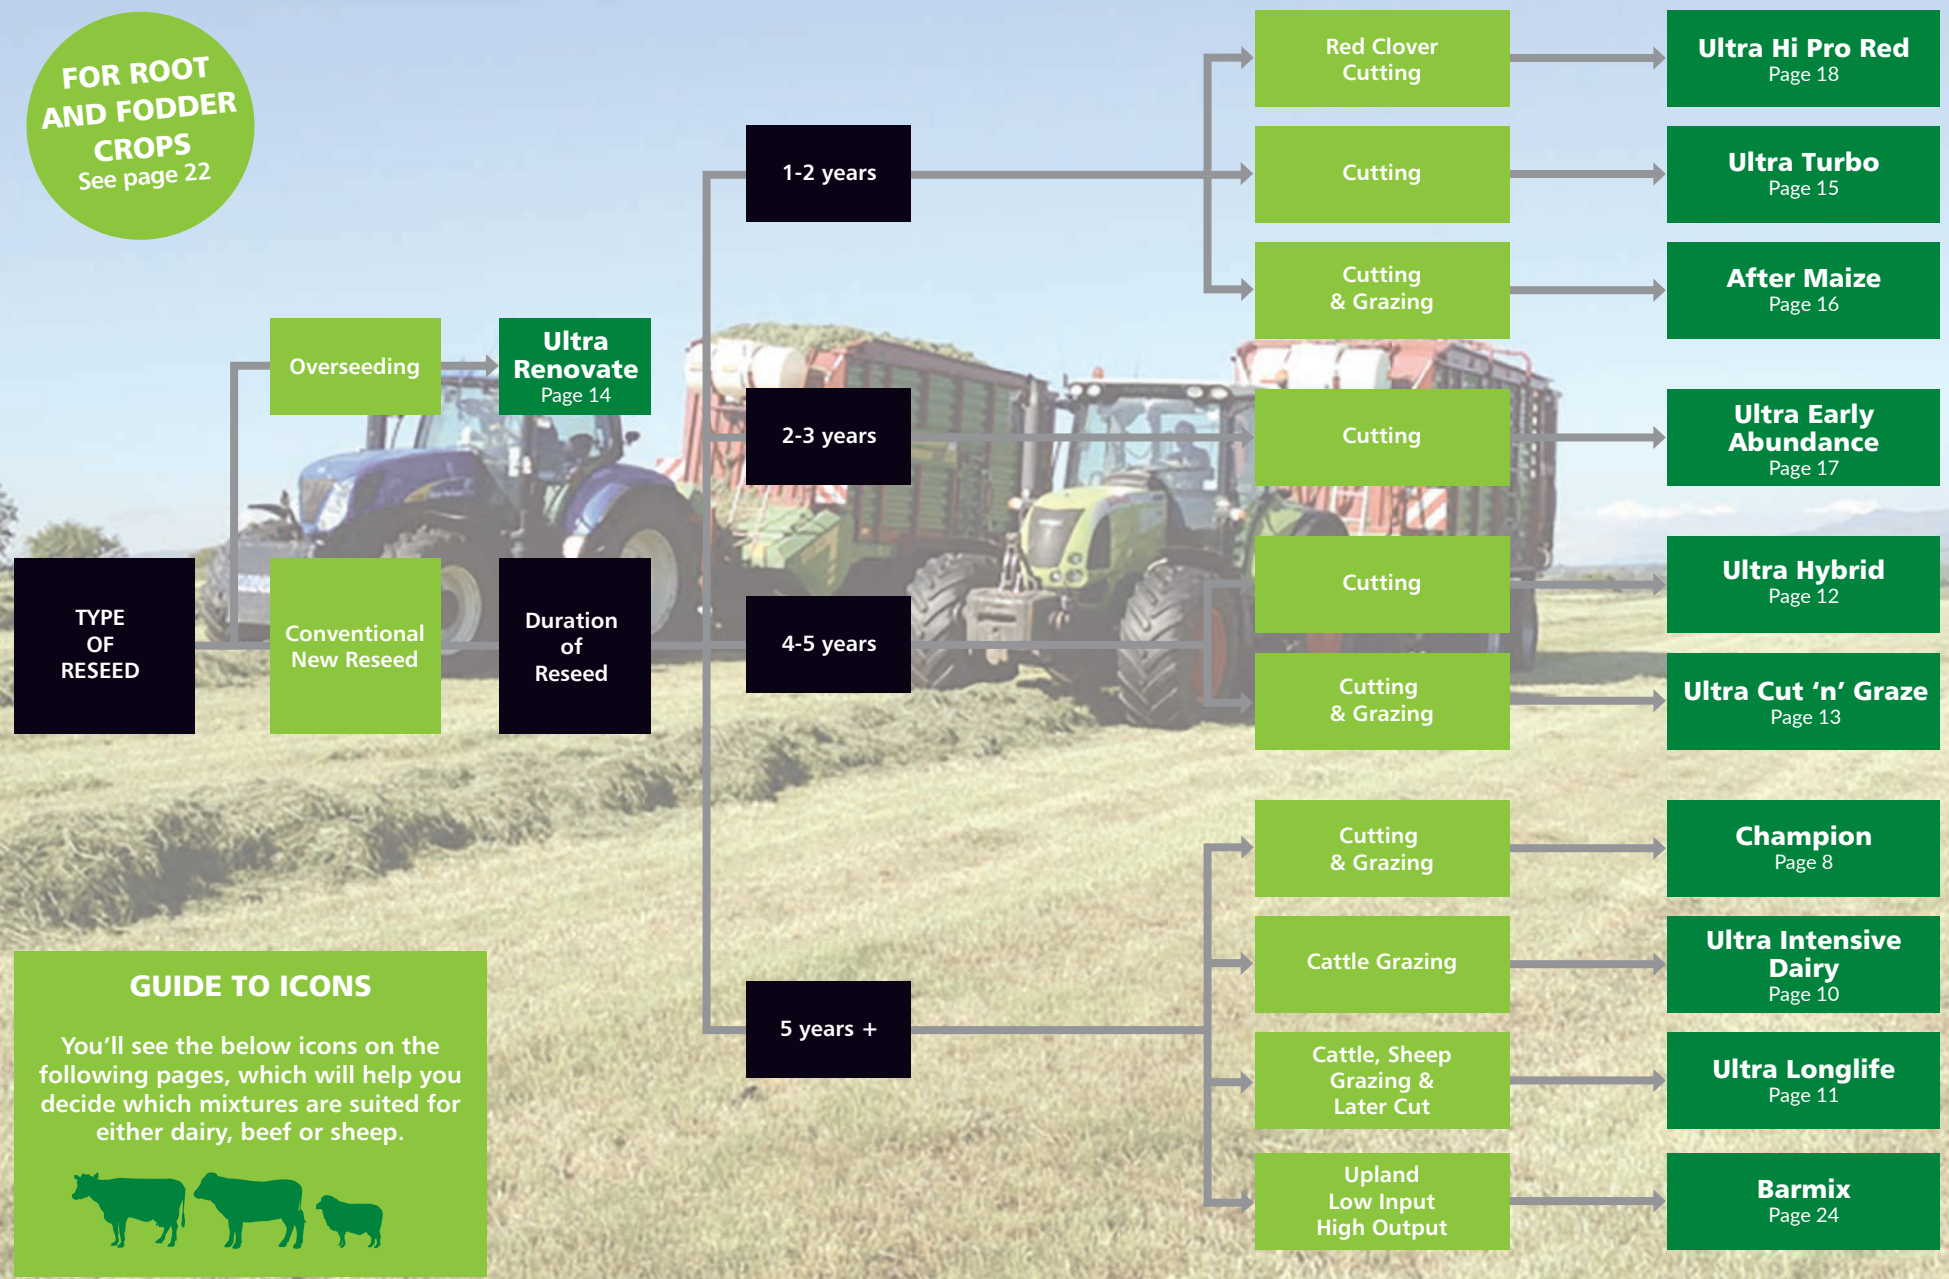 FOR ROOT
AND FODDER
CROPS
See page 22
TYPE
OF
RESEED
Overseeding
Ultra
Renovate
Page 14
Conventional
New Reseed
Duration
of
Reseed
1-2 years
Red Clover
Cutting
Ultra Hi Pro Red
Page 18
Cutting
Ultra Turbo
Page 15
Cutting
& Grazing
After Maize
Page 16
2-3 years
Cutting
Ultra Early
Abundance
Page 17
4-5 years
Cutting
Ultra Hybrid
Page 12
Cutting
& Grazing
Ultra Cut ‘n’ Graze
Page 13
5 years +
Cutting
& Grazing
Champion
Page 8
Cattle Grazing
Ultra Intensive
Dairy
Page 10
Cattle, Sheep
Grazing &
Later Cut
Ultra Longlife
Page 11
Upland
Low Input
High Output
Barmix
Page 24
GUIDE TO ICONS
You’ll see the below icons on the
following pages, which will help you
decide which mixtures are suited for
either dairy, beef or sheep.